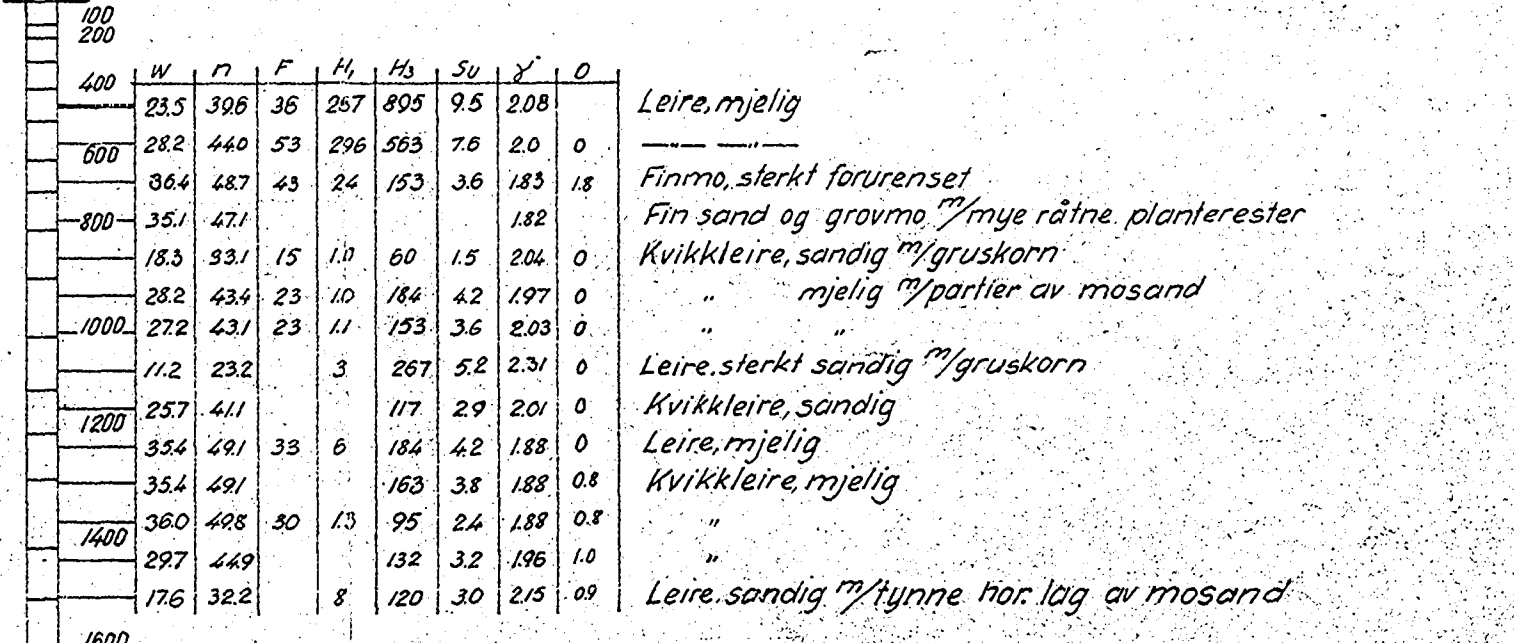 100
200
W n F H₁ H₃ Su γ O
400
23.5 39.6 36 257 895 9.5 2.08 Leire, mjelig
28.2 44.0 53 296 563 7.6 2.0 0 —"— —"—
600
36.4 48.7 43 24 153 3.6 1.83 1.8 Finmo, sterkt forurenset
800 35.1 47.1 1.82 Fin sand og grovmo m/mye råtne planterester
18.3 33.1 15 1.0 60 1.5 2.04 0 Kvikkleire, sandig m/gruskorn
28.2 43.4 23 1.0 184 4.2 1.97 0 " mjelig m/partier av mosand
1000 27.2 43.1 23 1.1 153 3.6 2.03 0 " "
11.2 23.2 3 267 5.2 2.31 0 Leire. sterkt sandig m/gruskorn
25.7 41.1 117 2.9 2.01 0 Kvikkleire, sandig
1200
35.4 49.1 33 6 184 4.2 1.88 0 Leire, mjelig
35.4 49.1 163 3.8 1.88 0.8 Kvikkleire, mjelig
36.0 49.8 30 1.3 95 2.4 1.88 0.8 "
1400
29.7 44.9 132 3.2 1.96 1.0 "
17.6 32.2 8 120 3.0 2.15 0.9 Leire. sandig m/tynne hor. lag av mosand
1600